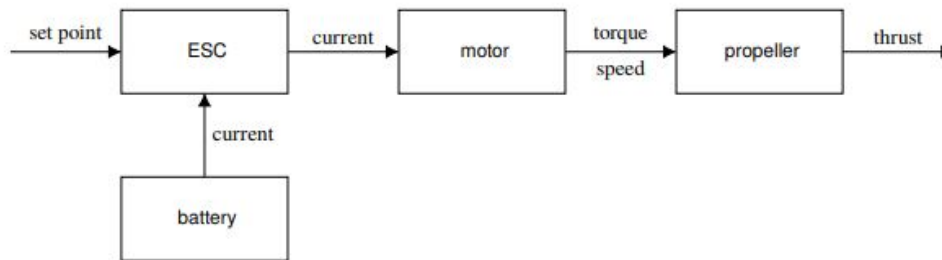 set point
ESC
current
motor
torque
speed
propeller
thrust
current
battery